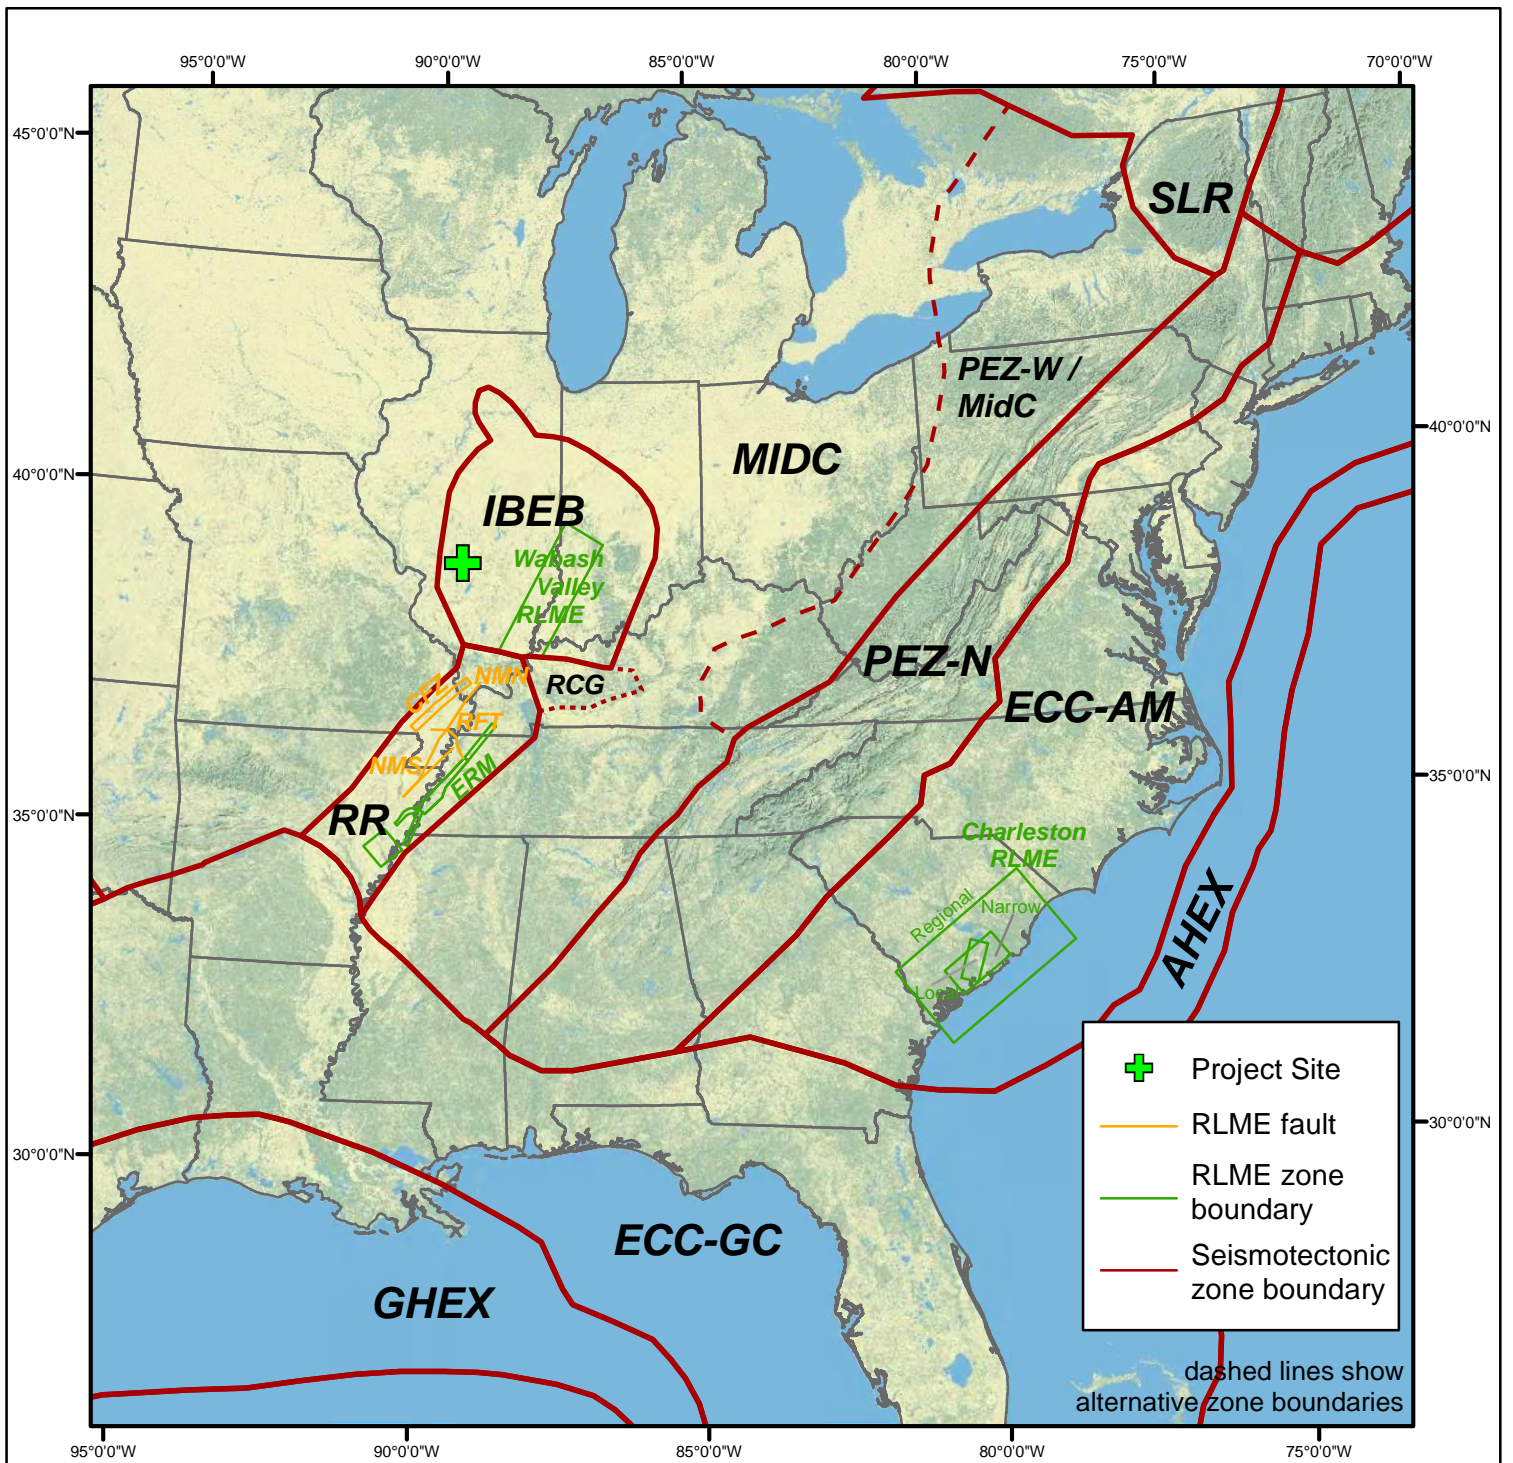 95°0'0"W 90°0'0"W 85°0'0"W 80°0'0"W 75°0'0"W 70°0'0"W
45°0'0"N
SLR
PEZ-W /
MidC
40°0'0"N
MIDC
40°0'0"N
IBEB
Wabash
Valley
RLME
PEZ-N
NMN
RCG
CFZ
ECC-AM
RFT
NMS
ERM
35°0'0"N
35°0'0"N
RR
Charleston
RLME
Regional
Narrow
Local
AHEX
Project Site
RLME fault
RLME zone
boundary
Seismotectonic
zone boundary
30°0'0"N
30°0'0"N
ECC-GC
GHEX
dashed lines show
alternative zone boundaries
95°0'0"W 90°0'0"W 85°0'0"W 80°0'0"W 75°0'0"W